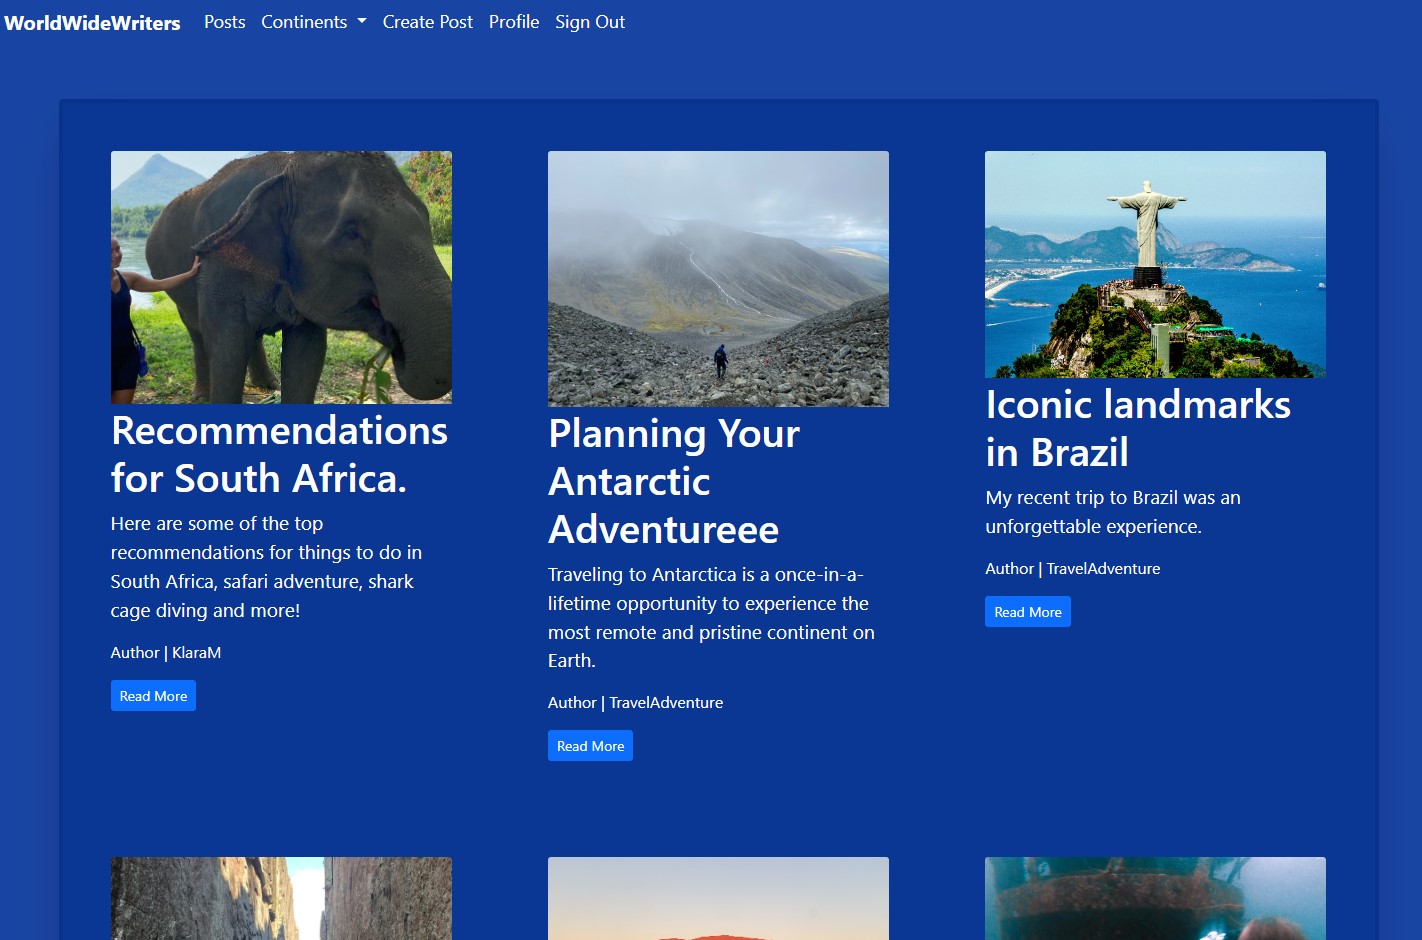 WorldWideWriters Posts Continents Create Post Profile Sign Out
Recommendations
for South Africa.
Here are some of the top
recommendations for things to do in
South Africa, safari adventure, shark
cage diving and more!
Author | KlaraM
Read More
Planning Your
Antarctic
Adventureee
Traveling to Antarctica is a once-in-a-
lifetime opportunity to experience the
most remote and pristine continent on
Earth.
Author | TravelAdventure
Read More
Iconic landmarks
in Brazil
My recent trip to Brazil was an
unforgettable experience.
Author | TravelAdventure
Read More